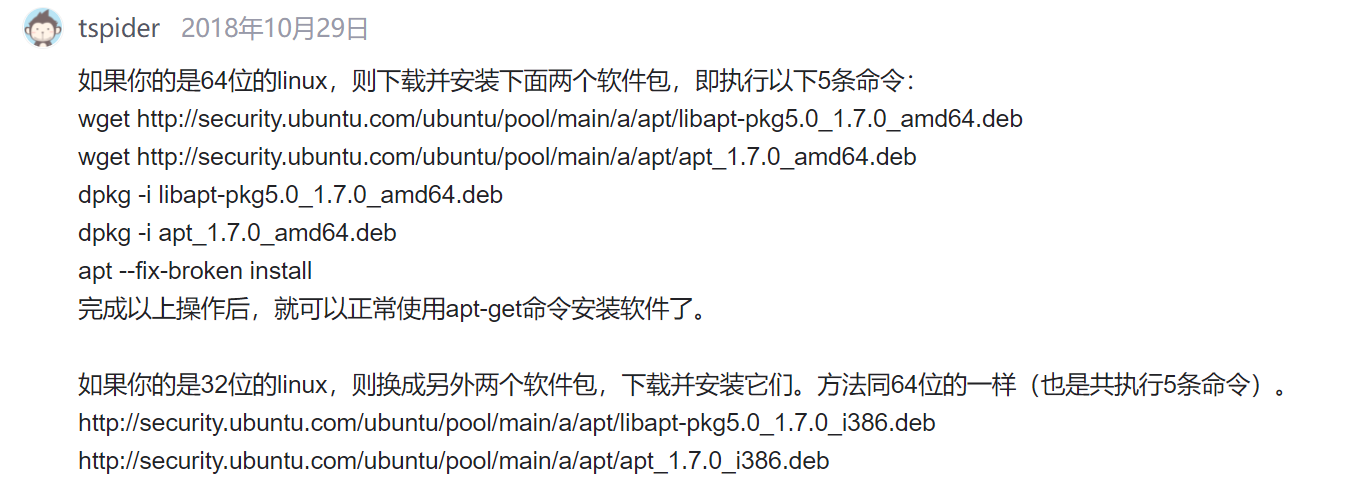 tspider 2018年10月29日
如果你的是64位的linux，则下载并安装下面两个软件包，即执行以下5条命令：
wget http://security.ubuntu.com/ubuntu/pool/main/a/apt/libapt-pkg5.0_1.7.0_amd64.deb
wget http://security.ubuntu.com/ubuntu/pool/main/a/apt/apt_1.7.0_amd64.deb
dpkg -i libapt-pkg5.0_1.7.0_amd64.deb
dpkg -i apt_1.7.0_amd64.deb
apt --fix-broken install
完成以上操作后，就可以正常使用apt-get命令安装软件了。
如果你的是32位的linux，则换成另外两个软件包，下载并安装它们。方法同64位的一样（也是共执行5条命令）。
http://security.ubuntu.com/ubuntu/pool/main/a/apt/libapt-pkg5.0_1.7.0_i386.deb
http://security.ubuntu.com/ubuntu/pool/main/a/apt/apt_1.7.0_i386.deb